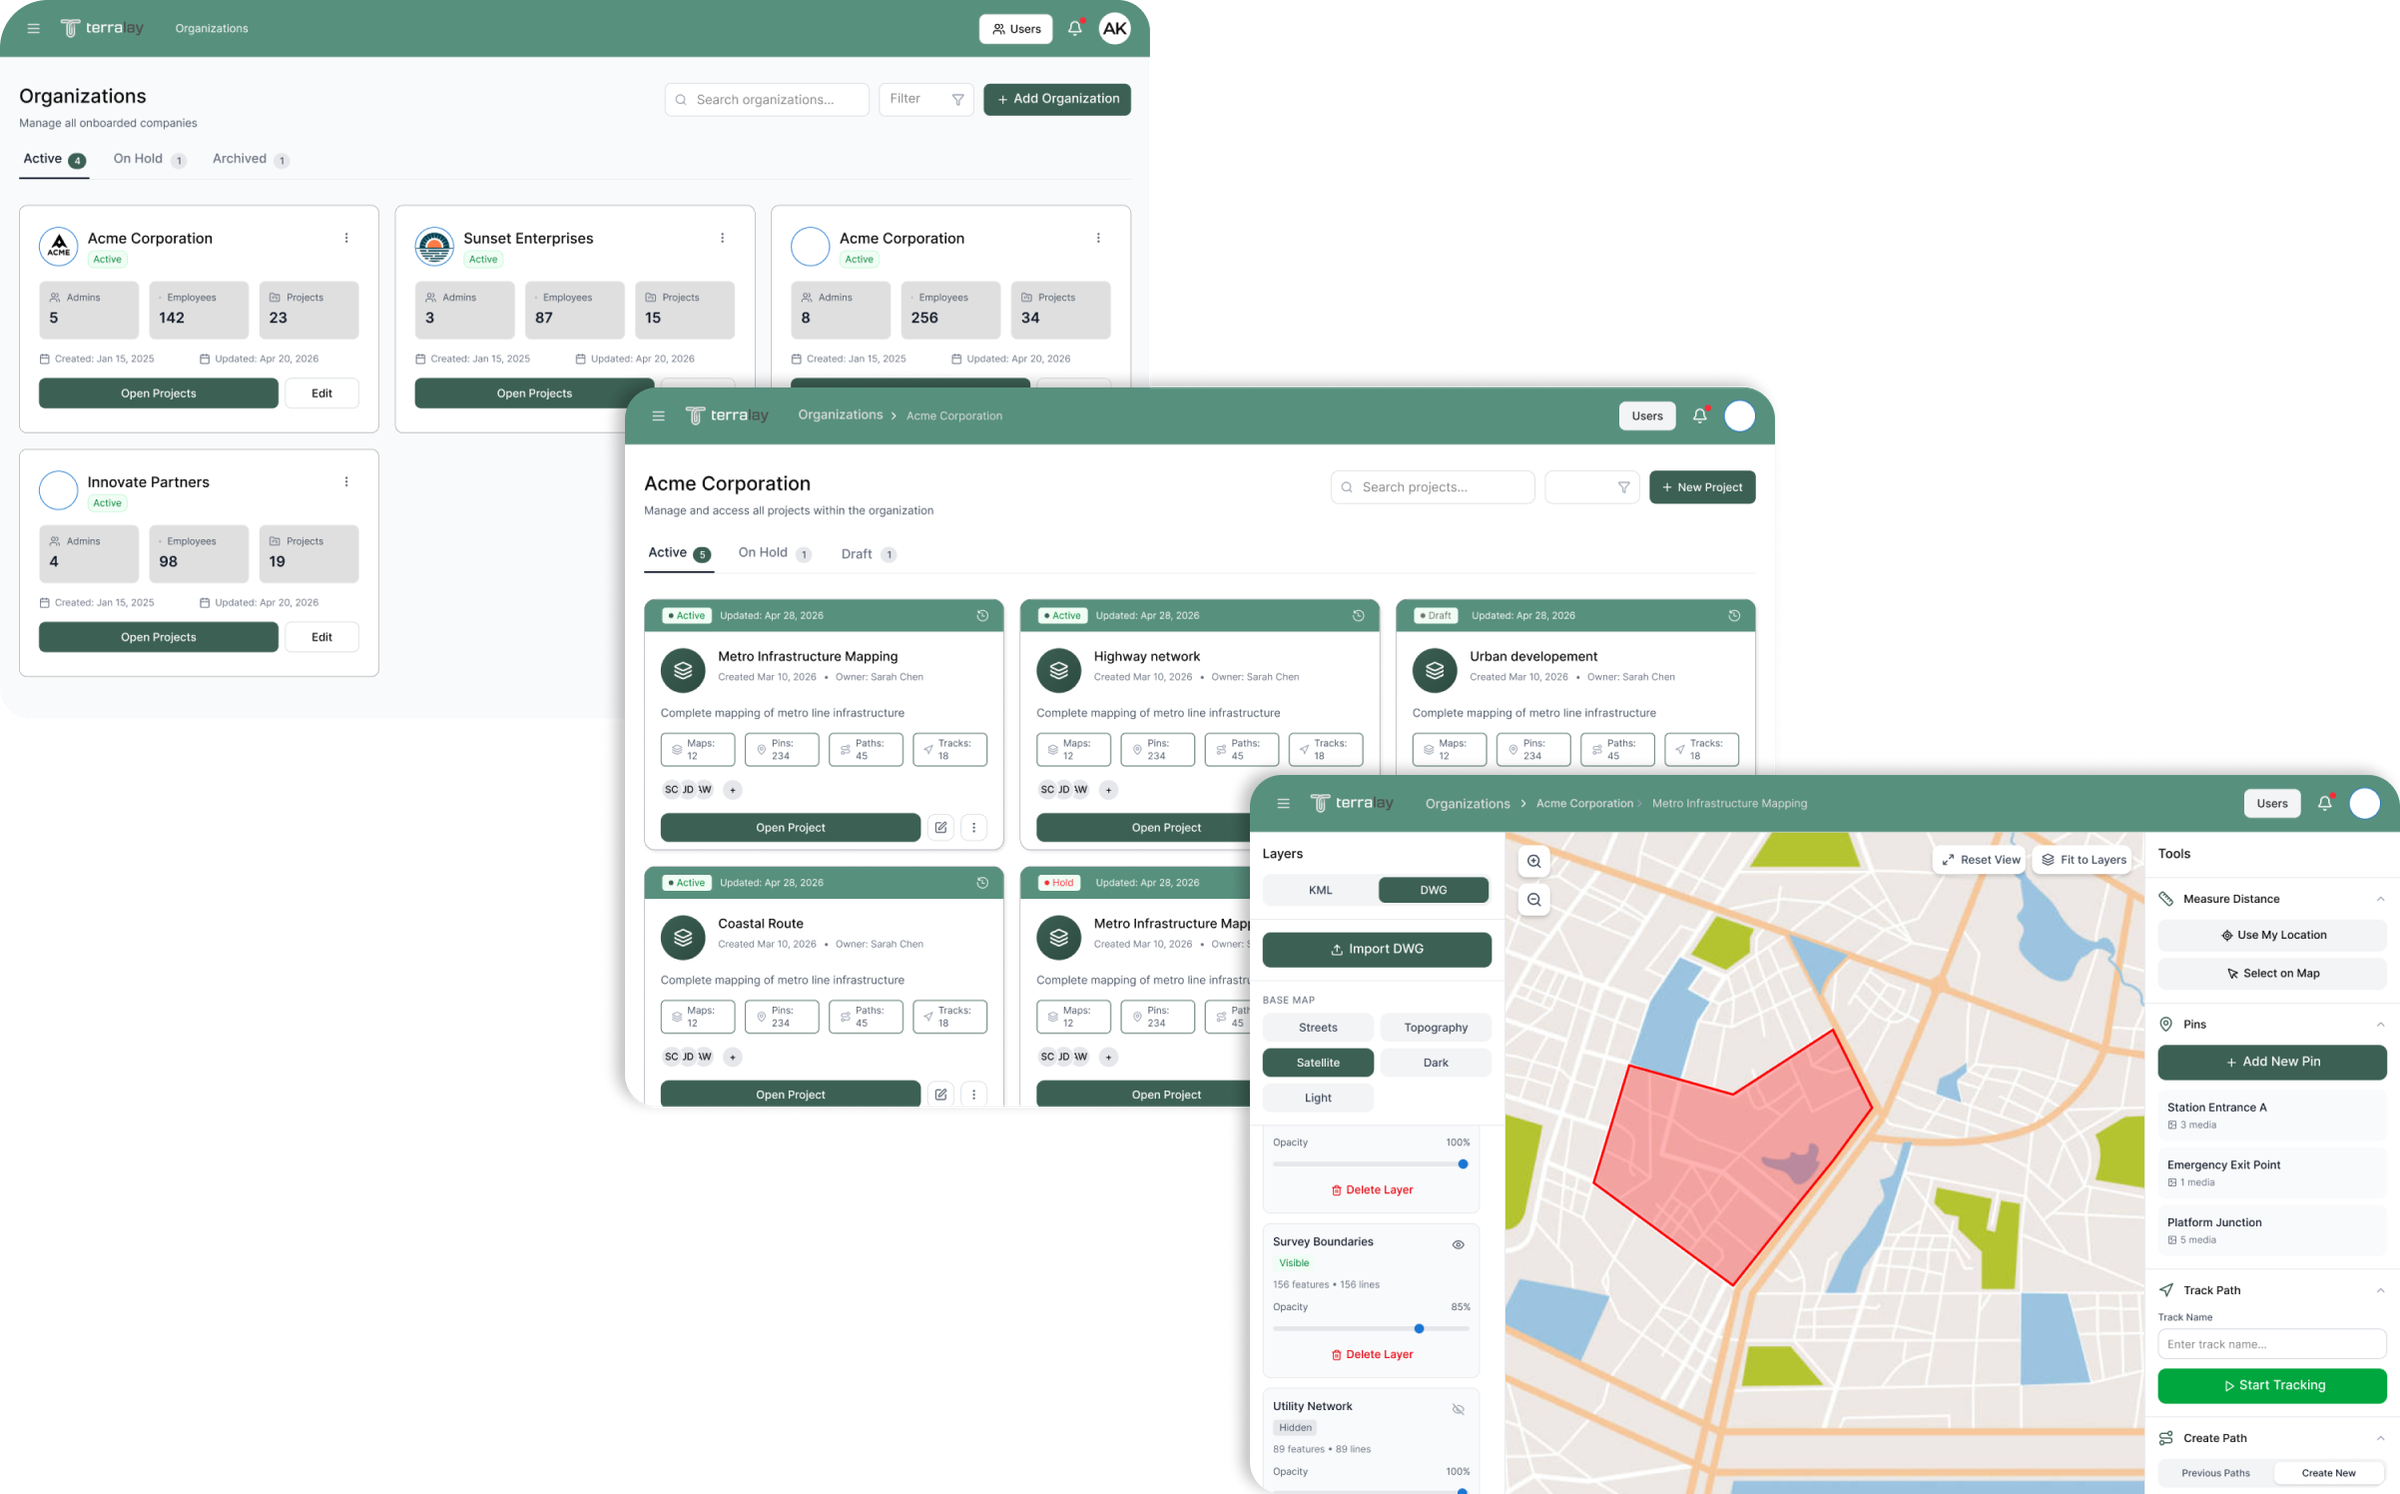 terralay Organizations Users AK
Organizations
Manage all onboarded companies
Search organizations... Filter + Add Organization
Active 4 On Hold 1 Archived 1
ACME
Acme Corporation
Active
Admins Employees Projects
5 142 23
Created: Jan 15, 2025 Updated: Apr 20, 2026
Open Projects Edit
Sunset Enterprises
Active
Admins Employees Projects
3 87 15
Created: Jan 15, 2025 Updated: Apr 20, 2026
Open Projects
Acme Corporation
Active
Admins Employees Projects
8 256 34
Created: Jan 15, 2025 Updated: Apr 20, 2026
Innovate Partners
Active
Admins Employees Projects
4 98 19
Created: Jan 15, 2025 Updated: Apr 20, 2026
Open Projects Edit
terralay Organizations > Acme Corporation Users
Acme Corporation
Manage and access all projects within the organization
Search projects... + New Project
Active 5 On Hold 1 Draft 1
Active Updated: Apr 28, 2026
Metro Infrastructure Mapping
Created Mar 10, 2026 • Owner: Sarah Chen
Complete mapping of metro line infrastructure
Maps: Pins: Paths: Tracks:
12 234 45 18
SC JD AW +
Open Project
Active Updated: Apr 28, 2026
Highway network
Created Mar 10, 2026 • Owner: Sarah Chen
Complete mapping of metro line infrastructure
Maps: Pins: Paths: Tracks:
12 234 45 18
SC JD AW +
Open Project
Draft Updated: Apr 28, 2026
Urban developement
Created Mar 10, 2026 • Owner: Sarah Chen
Complete mapping of metro line infrastructure
Maps: Pins: Paths: Tracks:
12 234 45 18
Active Updated: Apr 28, 2026
Coastal Route
Created Mar 10, 2026 • Owner: Sarah Chen
Complete mapping of metro line infrastructure
Maps: Pins: Paths: Tracks:
12 234 45 18
SC JD AW +
Open Project
Hold Updated: Apr 28, 2026
Metro Infrastructure
Created Mar 10, 2026 • Owner:
Complete mapping of metro line
Maps: Pins:
12 234 45
SC JD AW +
Open Project
terralay Organizations > Acme Corporation > Metro Infrastructure Mapping Users
Layers
KML DWG
Import DWG
BASE MAP
Streets Topography
Satellite Dark
Light
Opacity 100%
Delete Layer
Survey Boundaries
Visible
156 features • 156 lines
Opacity 85%
Delete Layer
Utility Network
Hidden
89 features • 89 lines
Opacity 100%
Reset View Fit to Layers
Tools
Measure Distance
Use My Location
Select on Map
Pins
+ Add New Pin
Station Entrance A
3 media
Emergency Exit Point
1 media
Platform Junction
5 media
Track Path
Track Name
Enter track name...
Start Tracking
Create Path
Previous Paths Create New